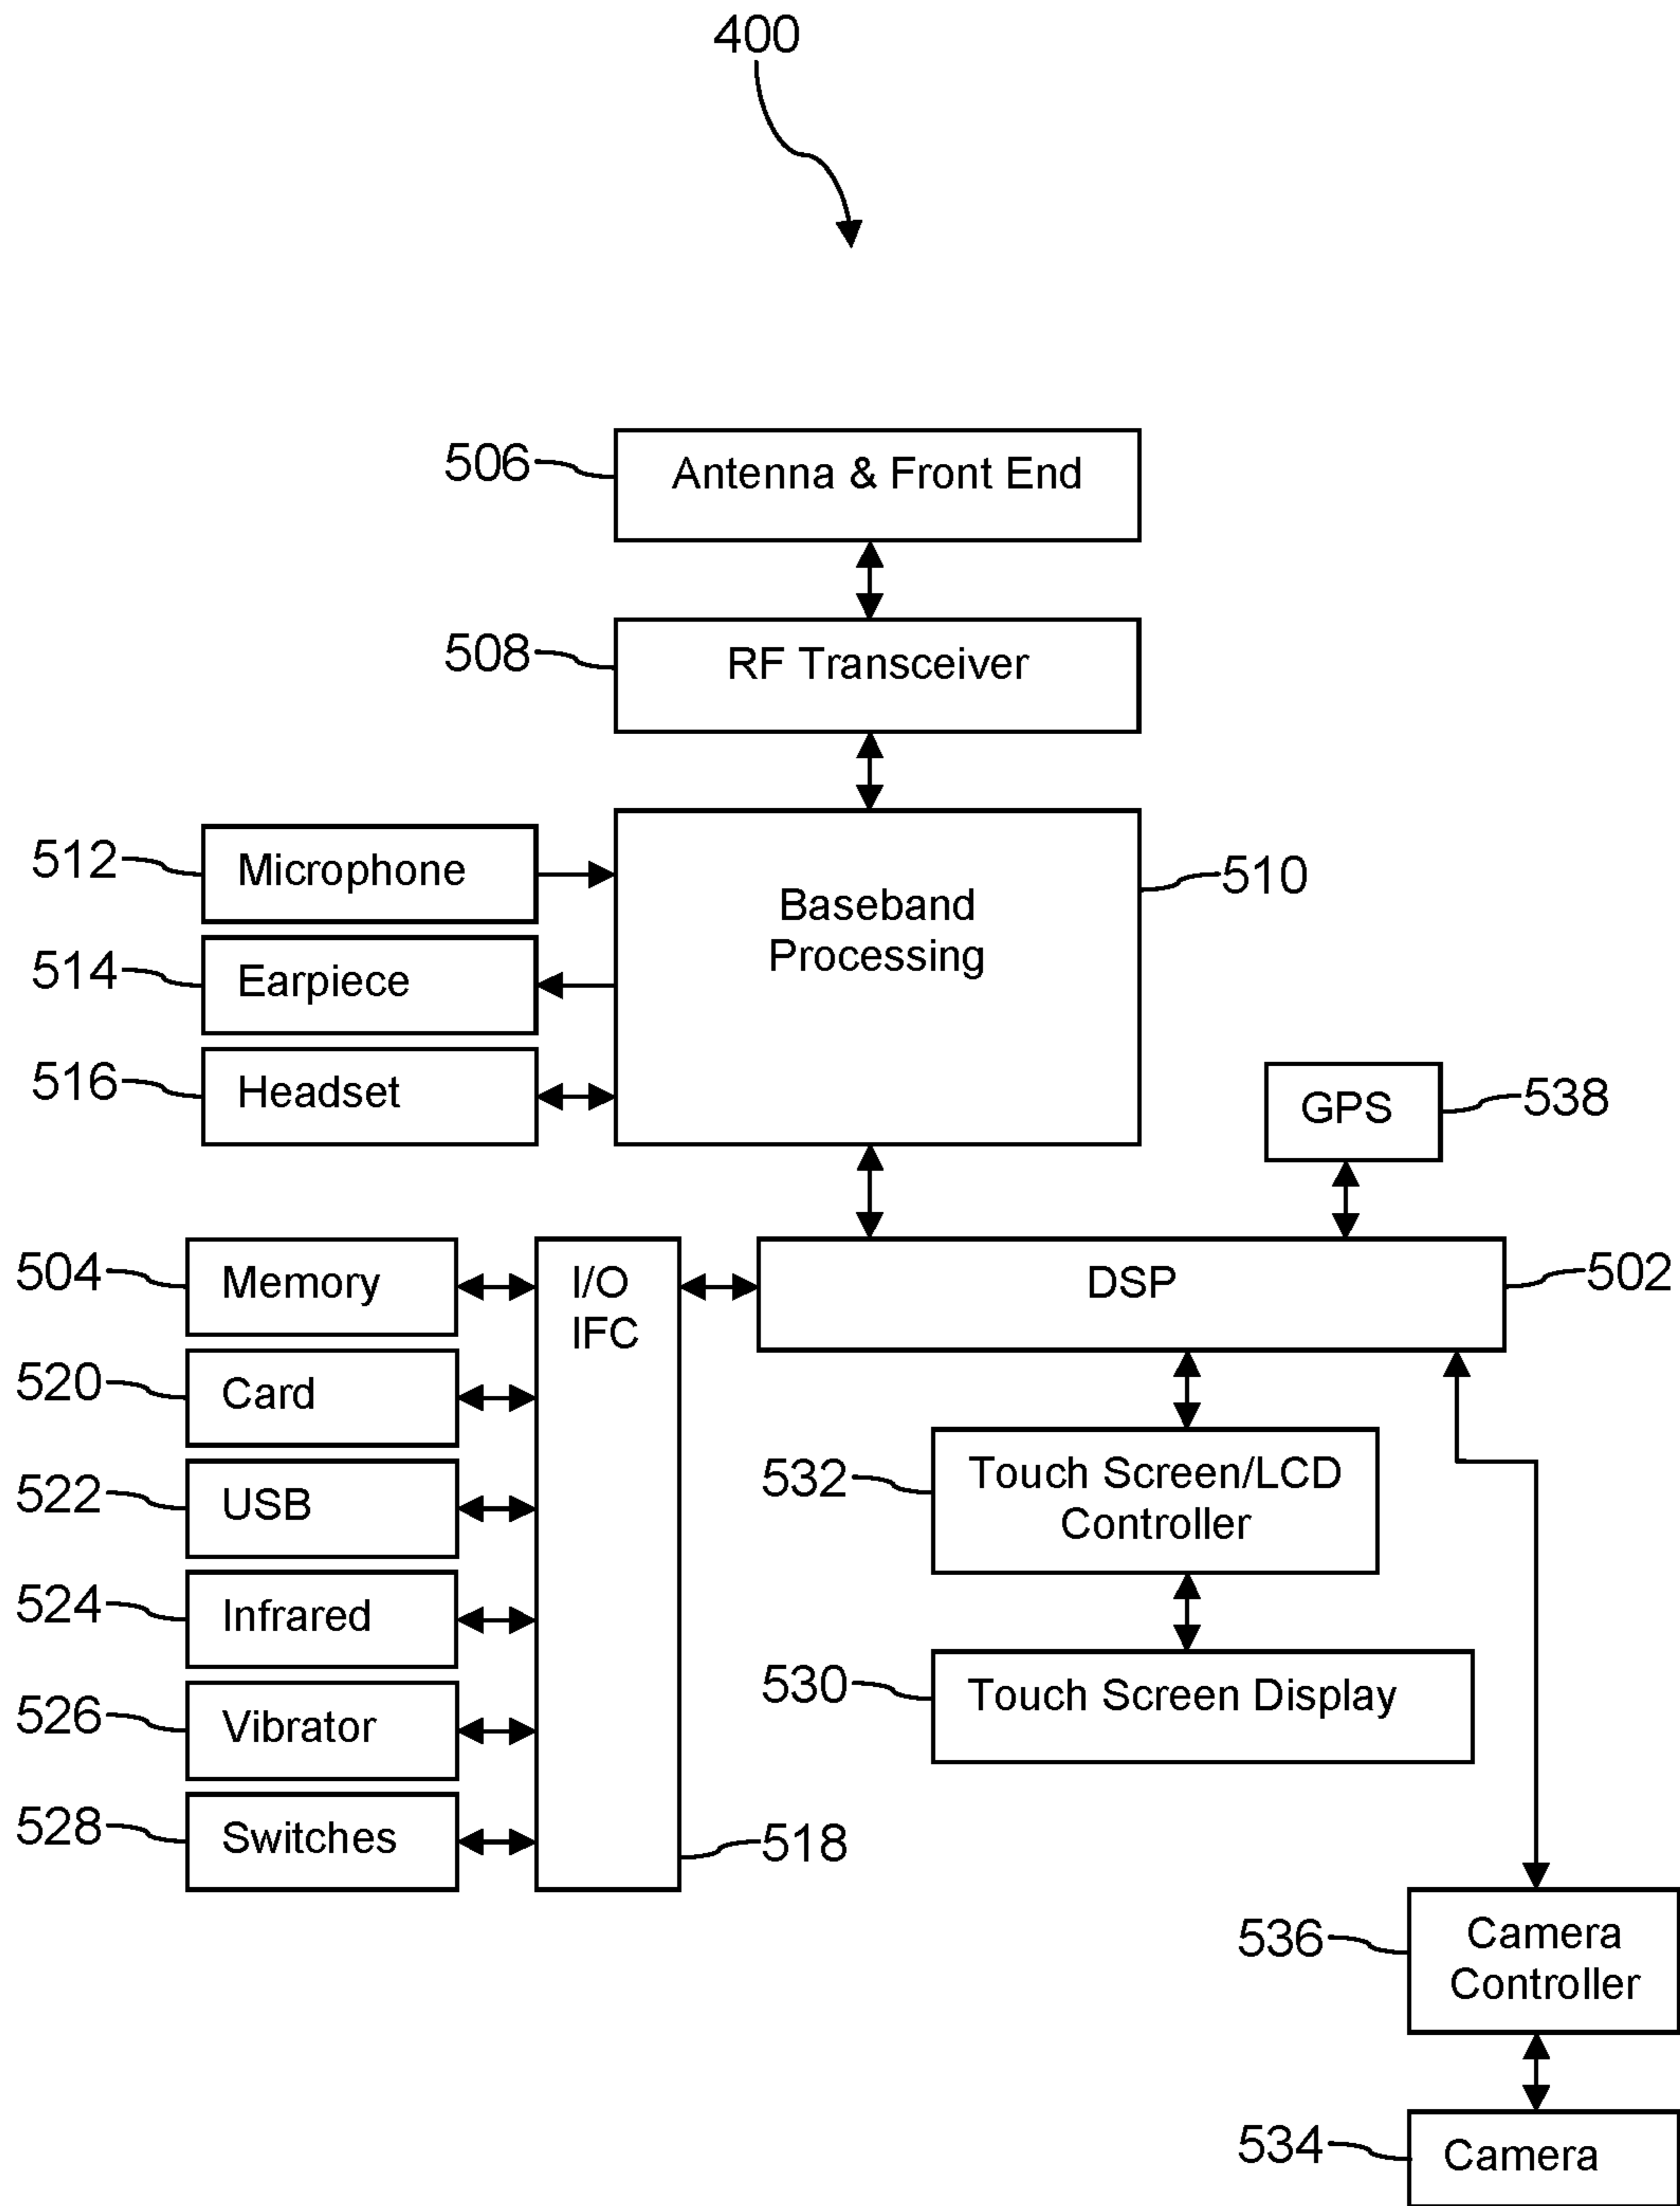 400
506
Antenna & Front End
508
RF Transceiver
512
Microphone
Baseband
Processing
510
514
Earpiece
516
Headset
GPS
538
504
Memory
I/O
IFC
DSP
502
520
Card
522
USB
532
Touch Screen/LCD
Controller
524
Infrared
530
Touch Screen Display
526
Vibrator
528
Switches
518
536
Camera
Controller
534
Camera